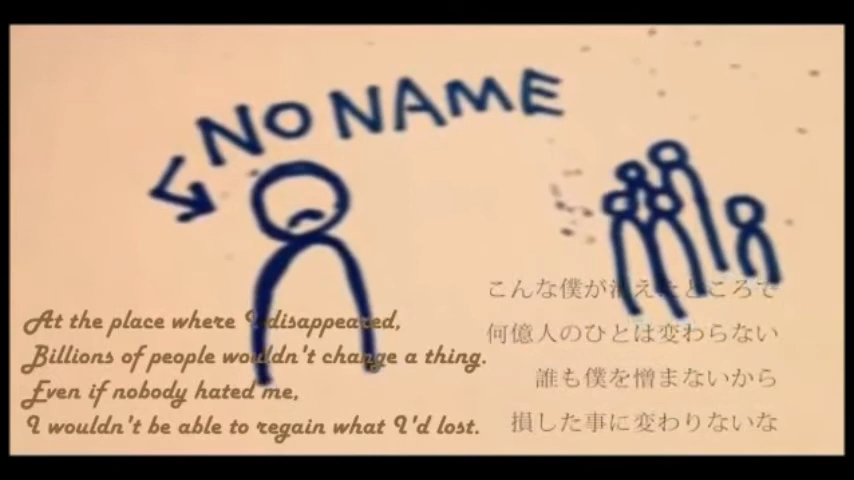 NO NAME
At the place where I disappeared,
Billions of people wouldn't change a thing.
Even if nobody hated me,
I wouldn't be able to regain what I'd lost.
こんな僕が消えたところで
何億人のひとは変わらない
誰も僕を憎まないから
損した事に変わりないな